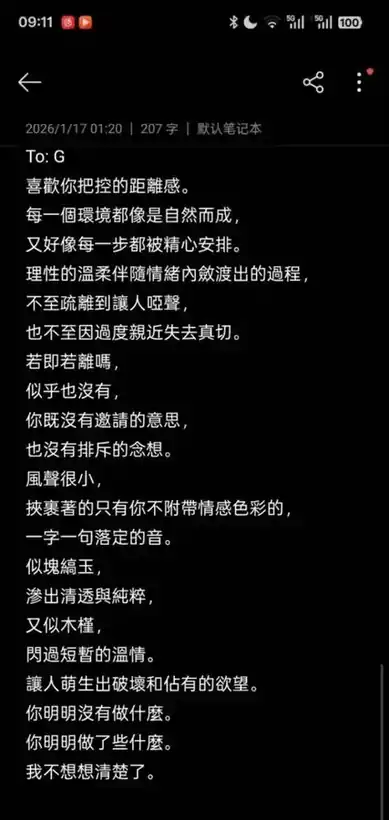 09:11
5G 5G 100
2026/1/17 01:20 | 207 字 | 默认笔记本
To: G
喜歡你把控的距離感。
每一個環境都像是自然而成，
又好像每一步都被精心安排。
理性的溫柔伴隨情緒內斂渡出的過程，
不至疏離到讓人啞聲，
也不至因過度親近失去真切。
若即若離嗎，
似乎也沒有，
你既沒有邀請的意思，
也沒有排斥的念想。
風聲很小，
挾裹著的只有你不附帶情感色彩的，
一字一句落定的音。
似塊縞玉，
滲出清透與純粹，
又似木槿，
閃過短暫的溫情。
讓人萌生出破壞和佔有的欲望。
你明明沒有做什麼。
你明明做了些什麼。
我不想想清楚了。